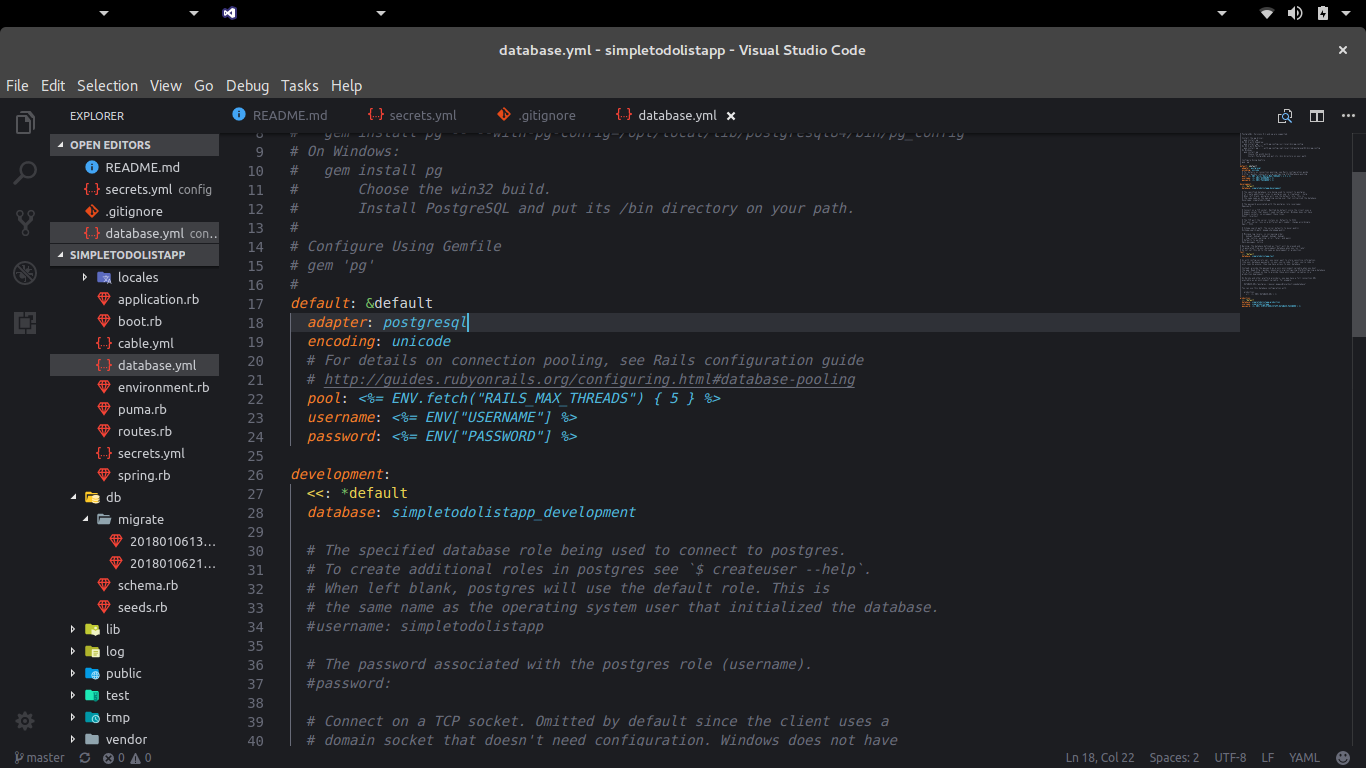 database.yml - simpletodolistapp - Visual Studio Code
File Edit Selection View Go Debug Tasks Help
EXPLORER
README.md
secrets.yml
.gitignore
database.yml
OPEN EDITORS
README.md
secrets.yml config
.gitignore
database.yml con...
SIMPLETODOLISTAPP
locales
application.rb
boot.rb
cable.yml
database.yml
environment.rb
puma.rb
routes.rb
secrets.yml
spring.rb
db
migrate
2018010613...
2018010621...
schema.rb
seeds.rb
lib
log
public
test
tmp
vendor
8 # gem install pg -- --with-pg-config=/opt/local/lib/postgresql84/bin/pg_config
9 # On Windows:
10 # gem install pg
11 # Choose the win32 build.
12 # Install PostgreSQL and put its /bin directory on your path.
13 #
14 # Configure Using Gemfile
15 # gem 'pg'
16 #
17 default: &default
18 adapter: postgresql
19 encoding: unicode
20 # For details on connection pooling, see Rails configuration guide
21 # http://guides.rubyonrails.org/configuring.html#database-pooling
22 pool: <%= ENV.fetch("RAILS_MAX_THREADS") { 5 } %>
23 username: <%= ENV["USERNAME"] %>
24 password: <%= ENV["PASSWORD"] %>
25
26 development:
27 <<: *default
28 database: simpletodolistapp_development
29
30 # The specified database role being used to connect to postgres.
31 # To create additional roles in postgres see `$ createuser --help`.
32 # When left blank, postgres will use the default role. This is
33 # the same name as the operating system user that initialized the database.
34 #username: simpletodolistapp
35
36 # The password associated with the postgres role (username).
37 #password:
38
39 # Connect on a TCP socket. Omitted by default since the client uses a
40 # domain socket that doesn't need configuration. Windows does not have
master 0 0 Ln 18, Col 22 Spaces: 2 UTF-8 LF YAML